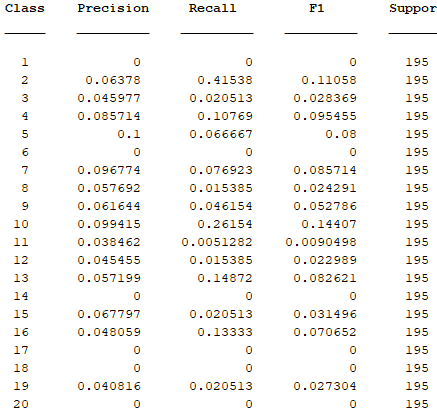 Class Precision Recall F1 Suppor
1 0 0 0 195
2 0.06378 0.41538 0.11058 195
3 0.045977 0.020513 0.028369 195
4 0.085714 0.10769 0.095455 195
5 0.1 0.066667 0.08 195
6 0 0 0 195
7 0.096774 0.076923 0.085714 195
8 0.057692 0.015385 0.024291 195
9 0.061644 0.046154 0.052786 195
10 0.099415 0.26154 0.14407 195
11 0.038462 0.0051282 0.0090498 195
12 0.045455 0.015385 0.022989 195
13 0.057199 0.14872 0.082621 195
14 0 0 0 195
15 0.067797 0.020513 0.031496 195
16 0.048059 0.13333 0.070652 195
17 0 0 0 195
18 0 0 0 195
19 0.040816 0.020513 0.027304 195
20 0 0 0 195